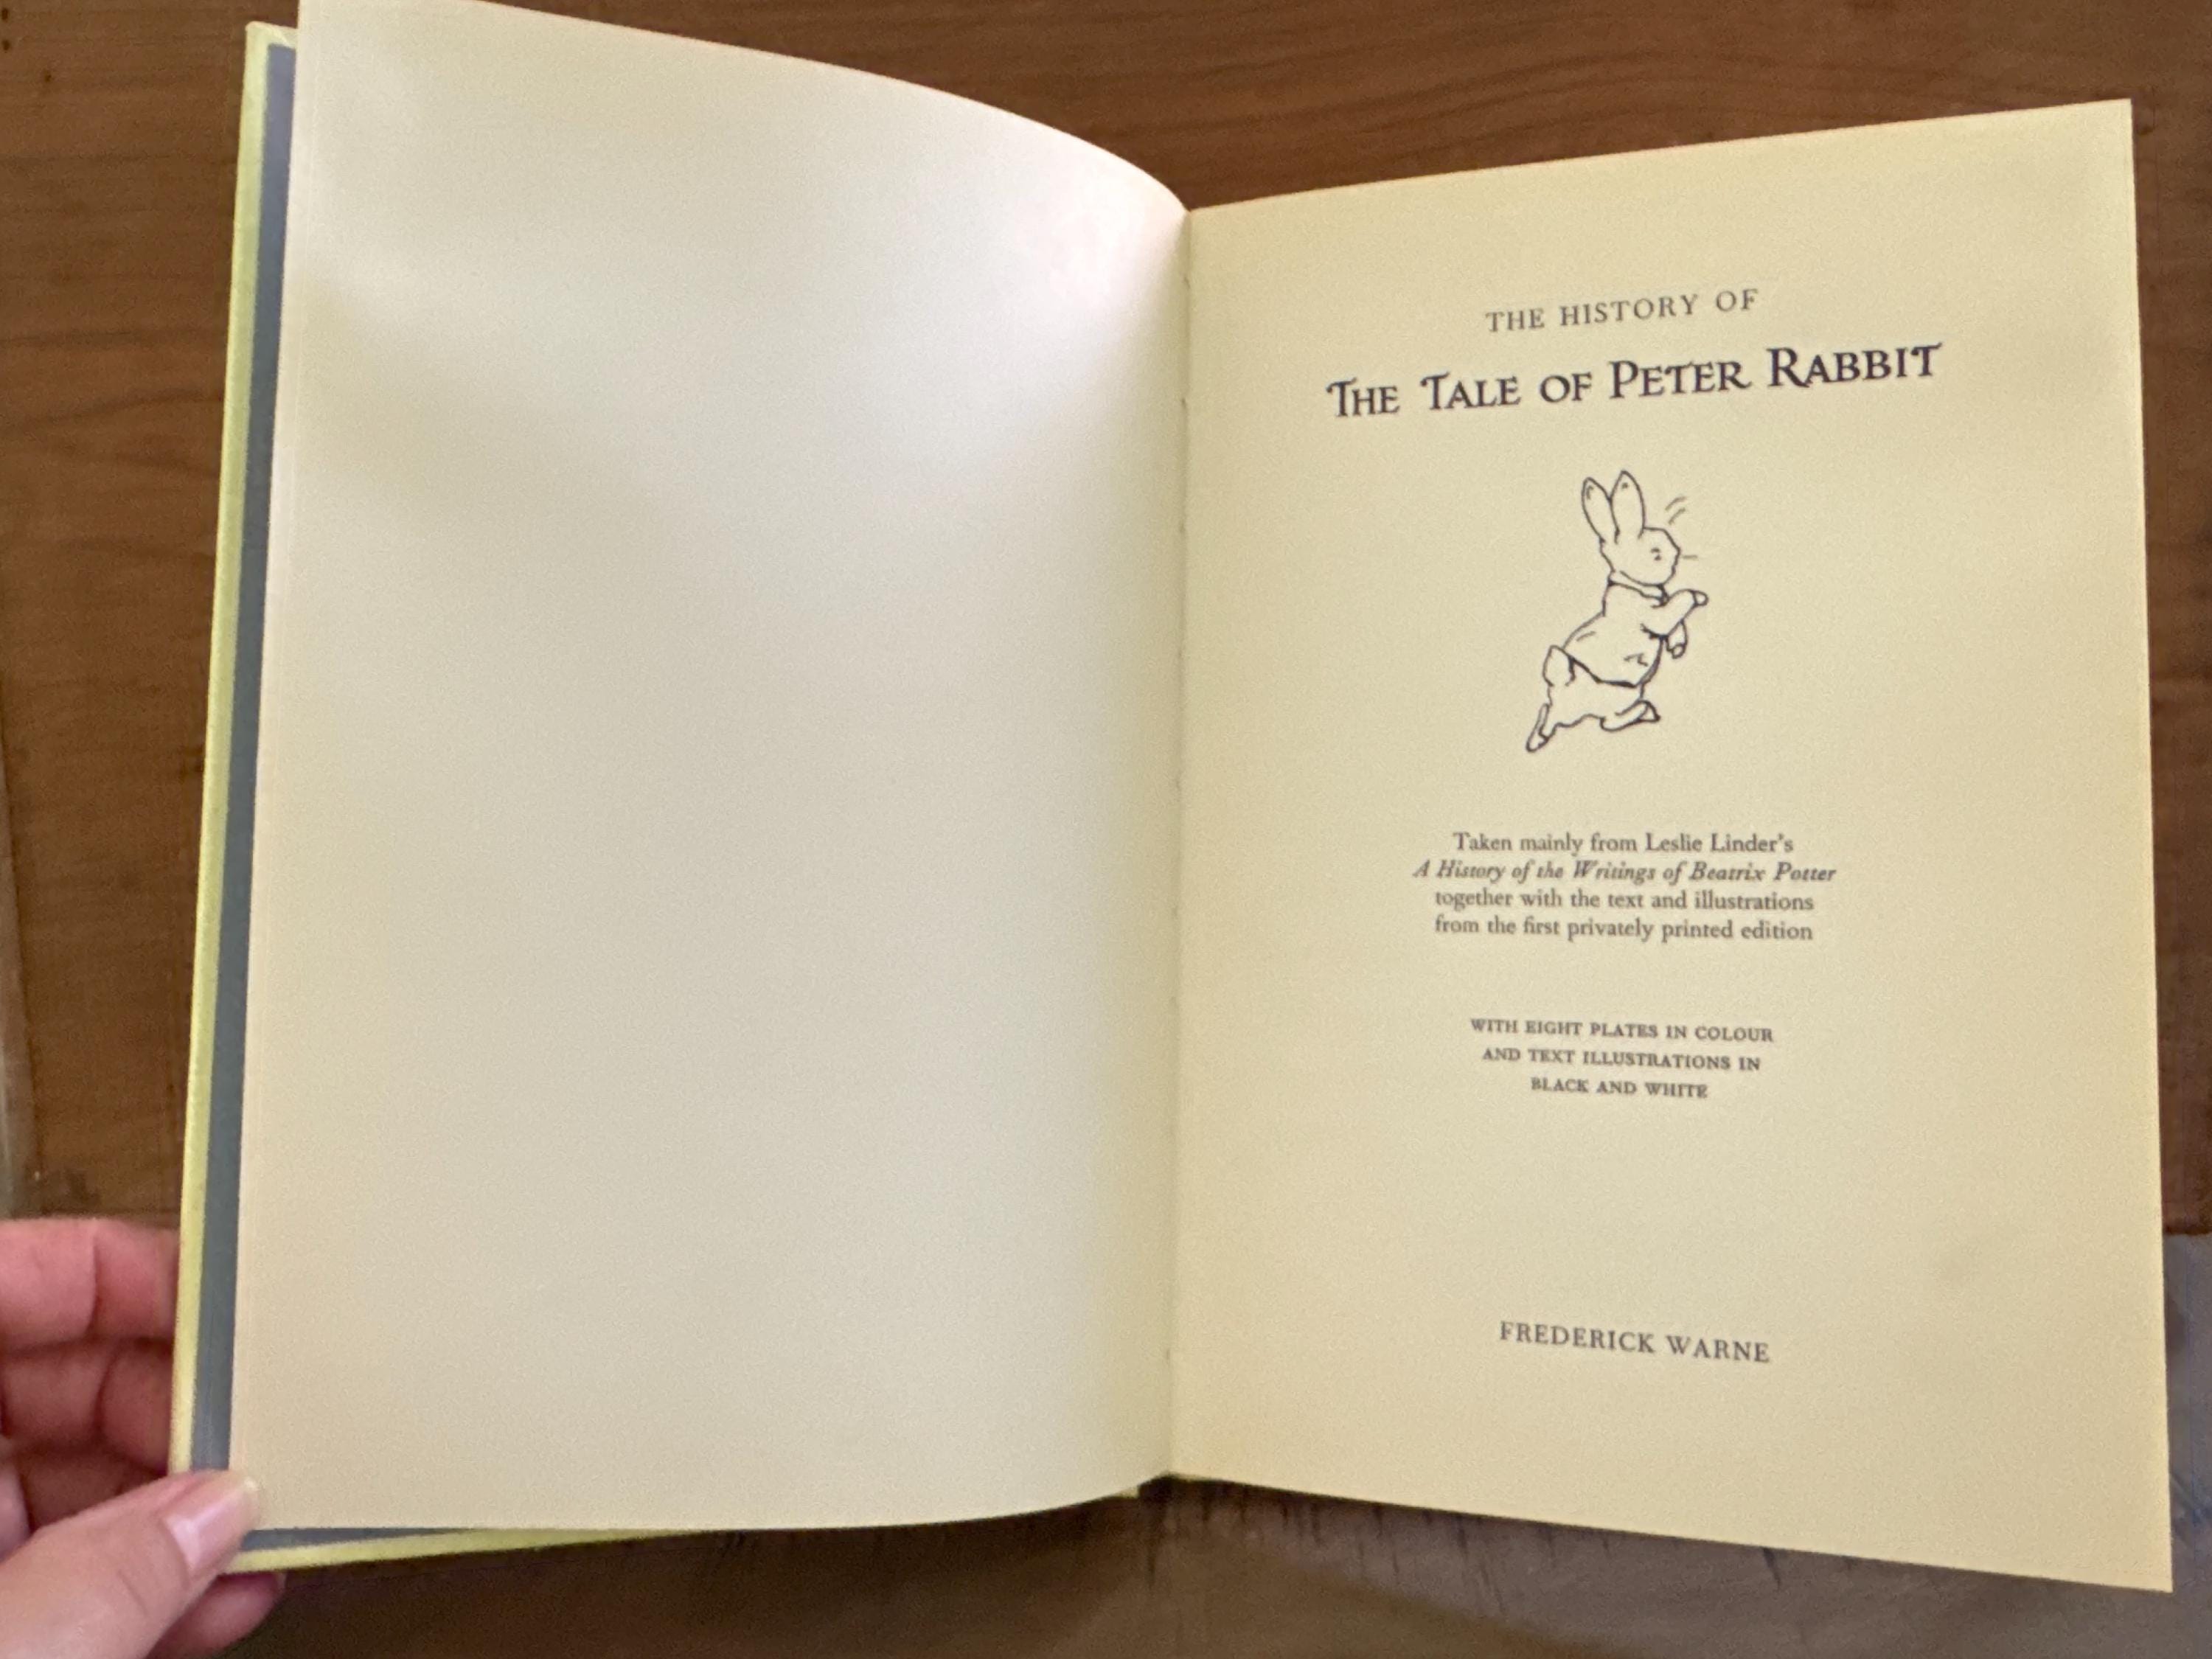 THE HISTORY OF
THE TALE OF PETER RABBIT
Taken mainly from Leslie Linder's
A History of the Writings of Beatrix Potter
together with the text and illustrations
from the first privately printed edition
WITH EIGHT PLATES IN COLOUR
AND TEXT ILLUSTRATIONS IN
BLACK AND WHITE
FREDERICK WARNE